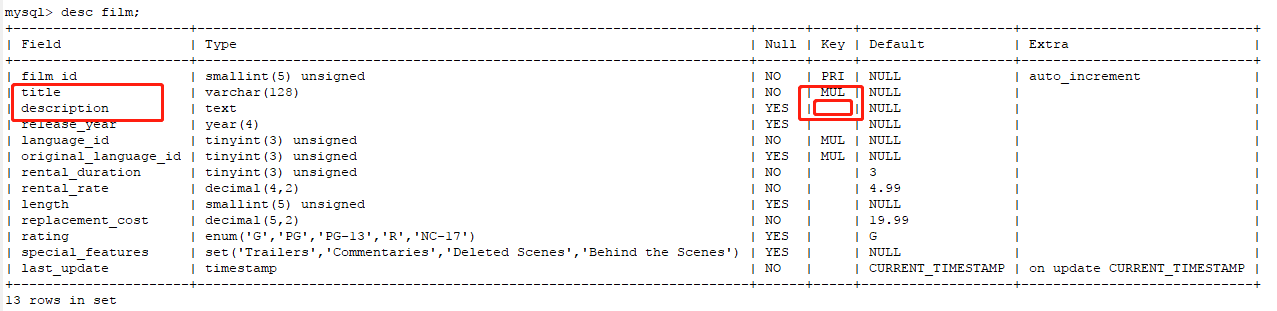 mysql> desc film;
+----------------------+---------------------------------------------------------------------+------+-----+-------------------+-----------------------------+
| Field | Type | Null | Key | Default | Extra |
+----------------------+---------------------------------------------------------------------+------+-----+-------------------+-----------------------------+
| film_id | smallint(5) unsigned | NO | PRI | NULL | auto_increment |
| title | varchar(128) | NO | MUL | NULL | |
| description | text | YES | | NULL | |
| release_year | year(4) | YES | | NULL | |
| language_id | tinyint(3) unsigned | NO | MUL | NULL | |
| original_language_id | tinyint(3) unsigned | YES | MUL | NULL | |
| rental_duration | tinyint(3) unsigned | NO | | 3 | |
| rental_rate | decimal(4,2) | NO | | 4.99 | |
| length | smallint(5) unsigned | YES | | NULL | |
| replacement_cost | decimal(5,2) | NO | | 19.99 | |
| rating | enum('G','PG','PG-13','R','NC-17') | YES | | G | |
| special_features | set('Trailers','Commentaries','Deleted Scenes','Behind the Scenes') | YES | | NULL | |
| last_update | timestamp | NO | | CURRENT_TIMESTAMP | on update CURRENT_TIMESTAMP |
+----------------------+---------------------------------------------------------------------+------+-----+-------------------+-----------------------------+
13 rows in set